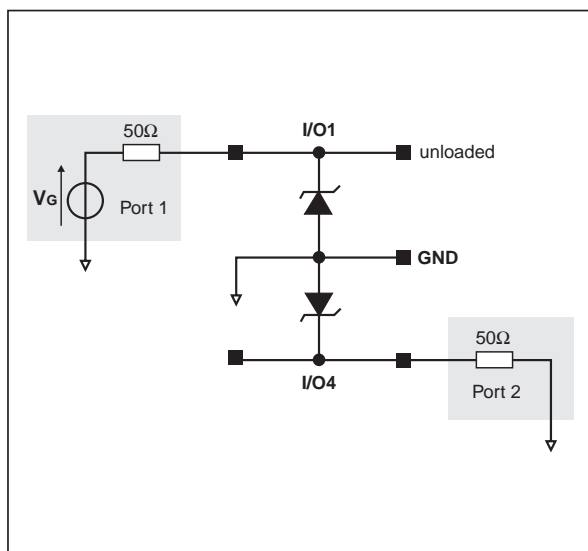 50Ω
I/O1
unloaded
VG
Port 1
GND
50Ω
I/O4
Port 2